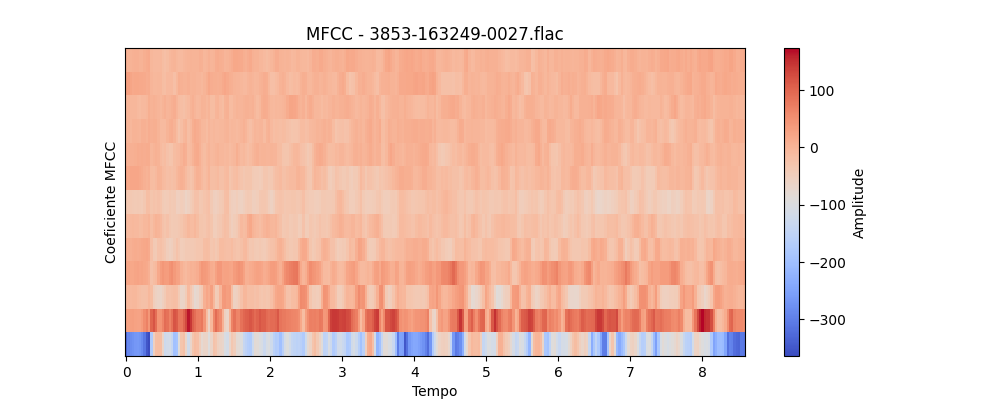 MFCC - 3853-163249-0027.flac
Coeficiente MFCC
0 1 2 3 4 5 6 7 8
Tempo
100
0
−100
−200
−300
Amplitude